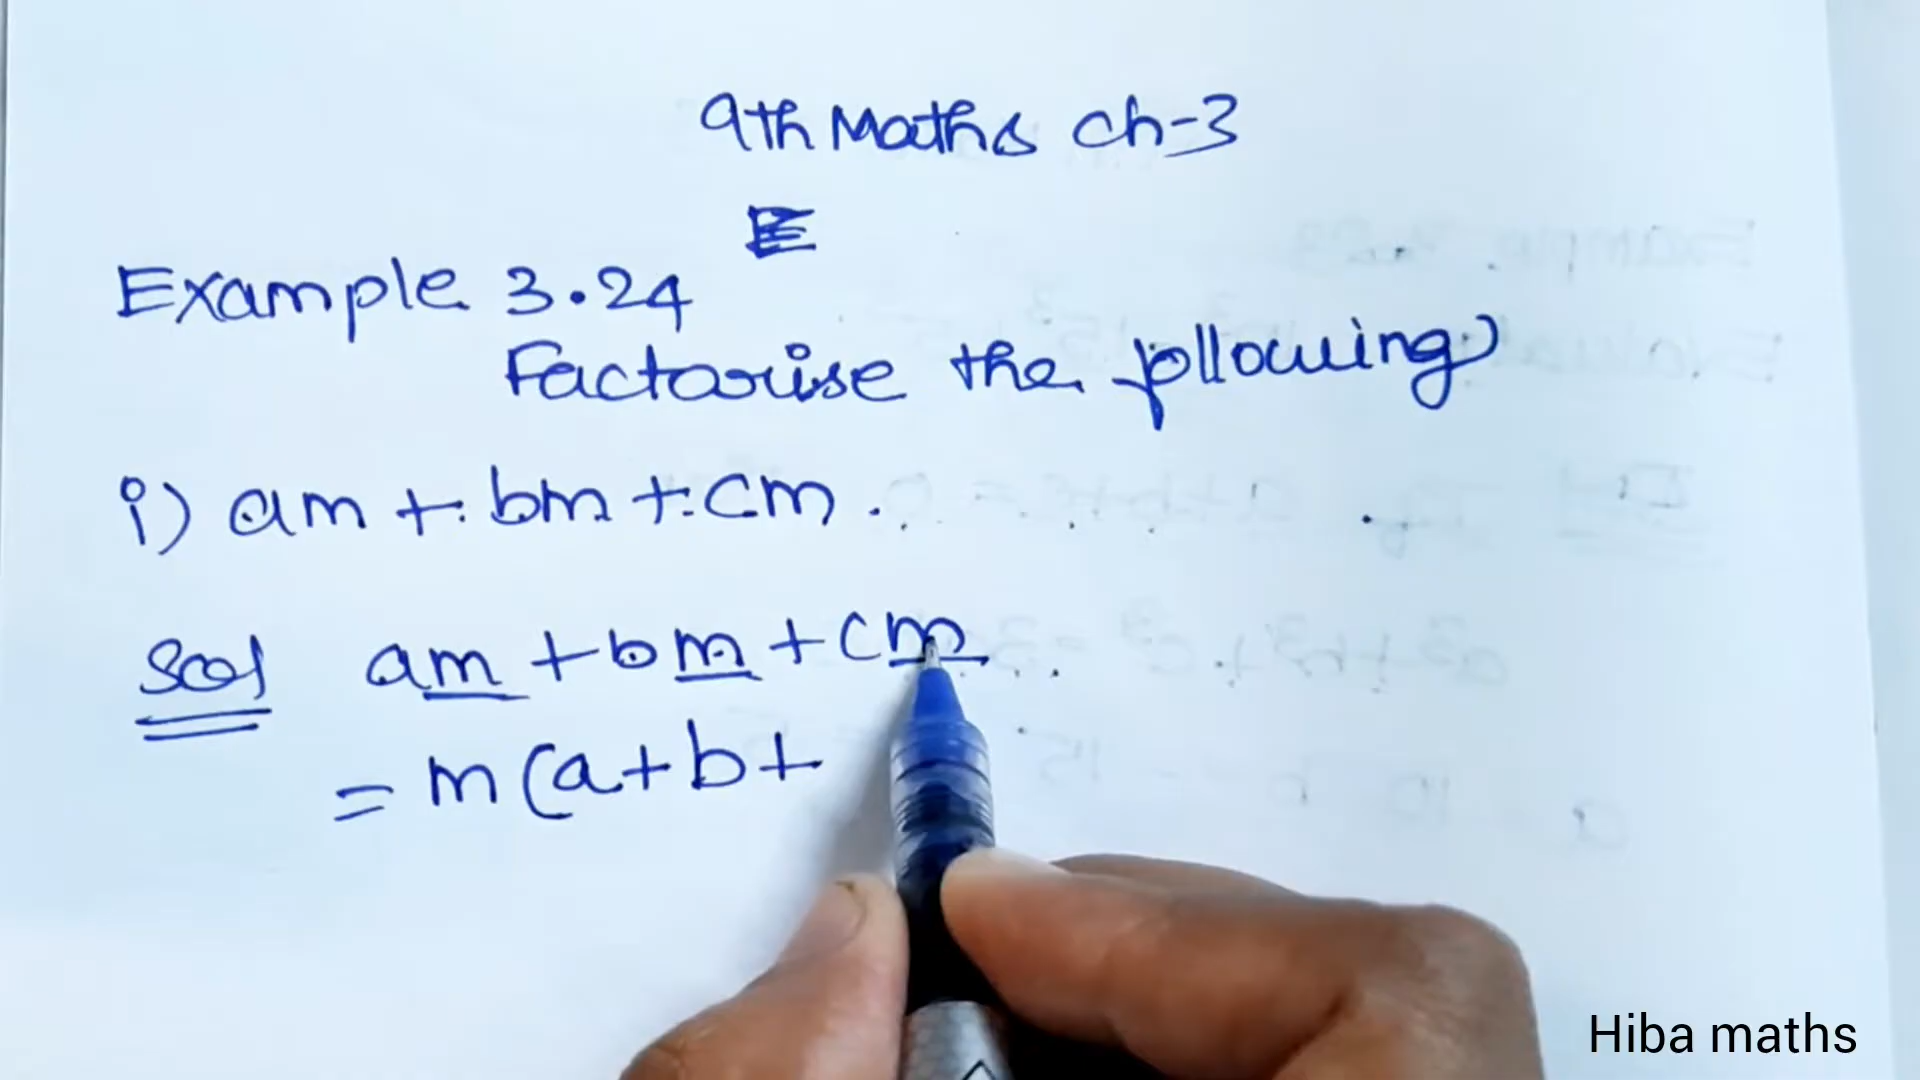 9th Maths ch-3
Example 3.24
Factorise the following
i) am + bm + cm.
Sol am + bm + cm
= m (a + b +
Hiba maths